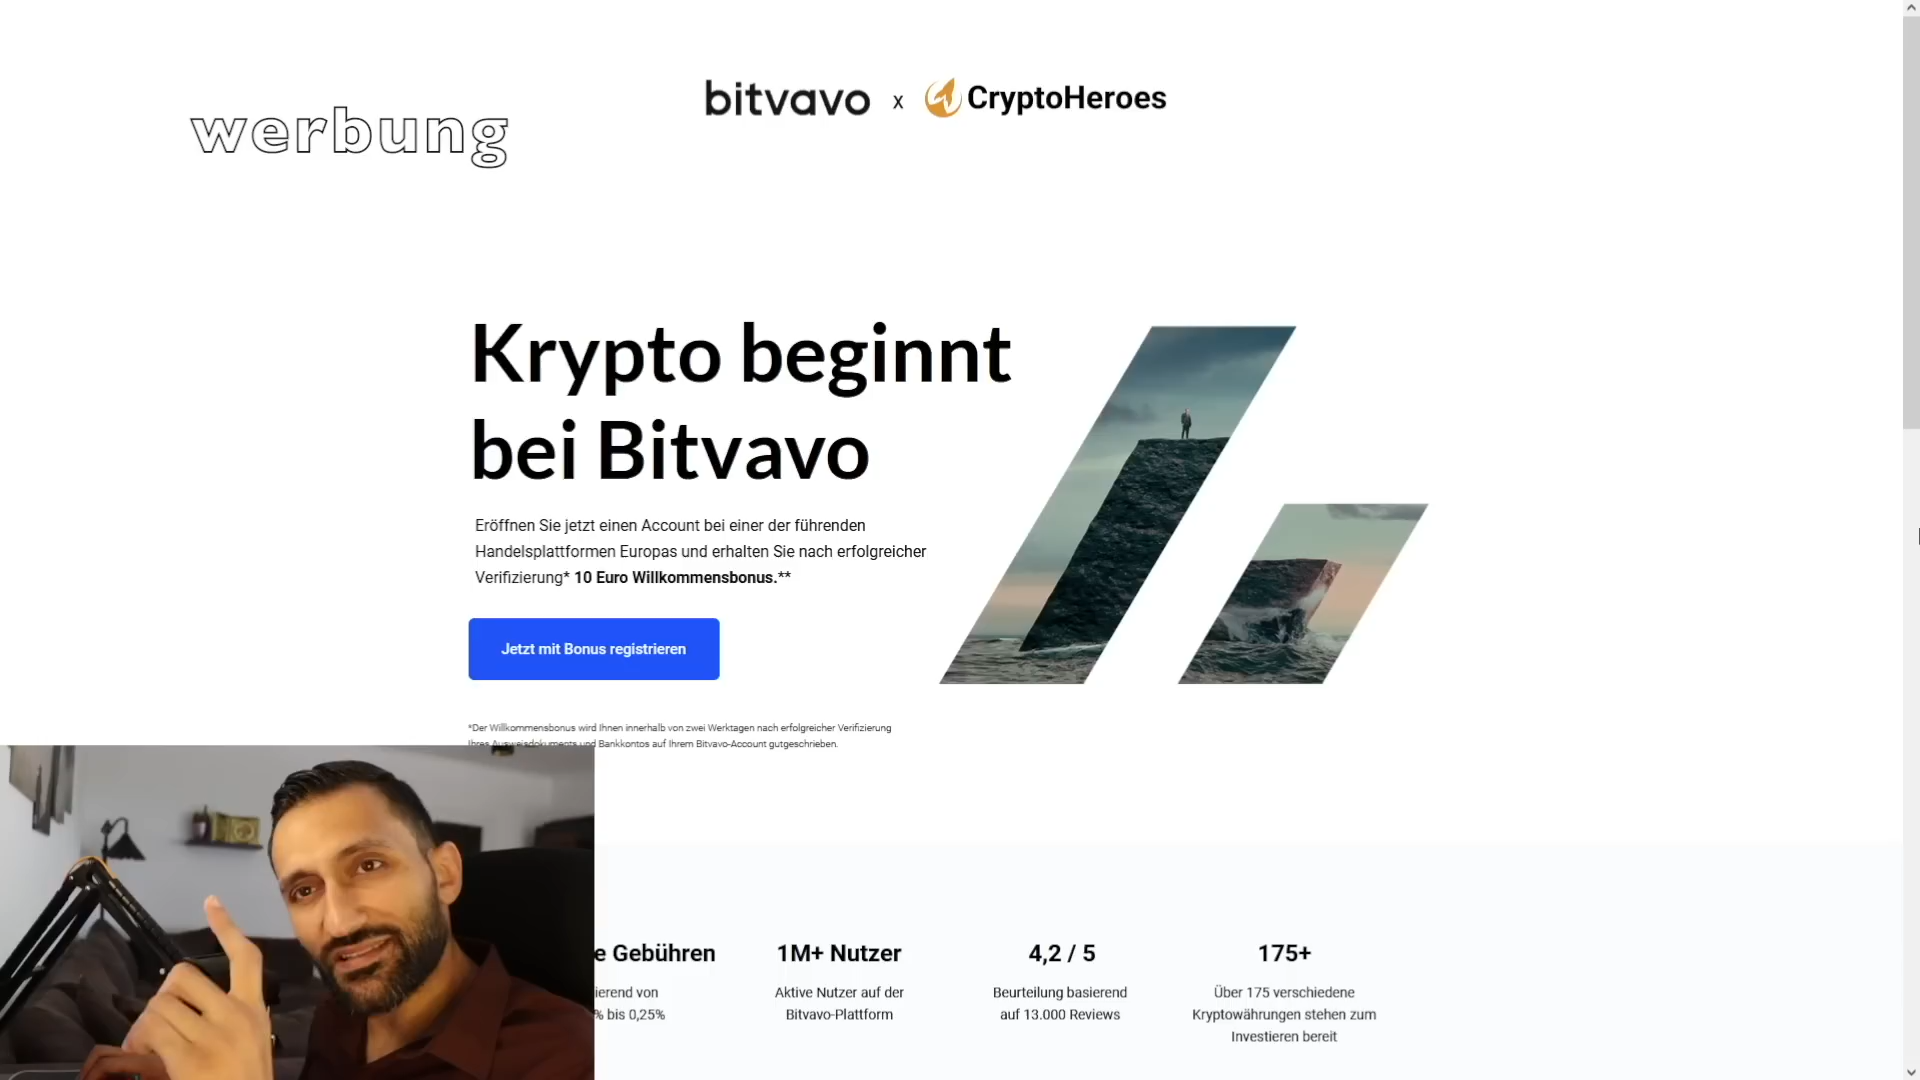 werbung
bitvavo x CryptoHeroes
Krypto beginnt
bei Bitvavo
Eröffnen Sie jetzt einen Account bei einer der führenden
Handelsplattformen Europas und erhalten Sie nach erfolgreicher
Verifizierung* 10 Euro Willkommensbonus.**
Jetzt mit Bonus registrieren
*Der Willkommensbonus wird Ihnen innerhalb von zwei Werktagen nach erfolgreicher Verifizierung
Ihres Ausweisdokuments und Bankkontos auf Ihrem Bitvavo-Account gutgeschrieben.
e Gebühren
ierend von
% bis 0,25%
1M+ Nutzer
Aktive Nutzer auf der
Bitvavo-Plattform
4,2 / 5
Beurteilung basierend
auf 13.000 Reviews
175+
Über 175 verschiedene
Kryptowährungen stehen zum
Investieren bereit